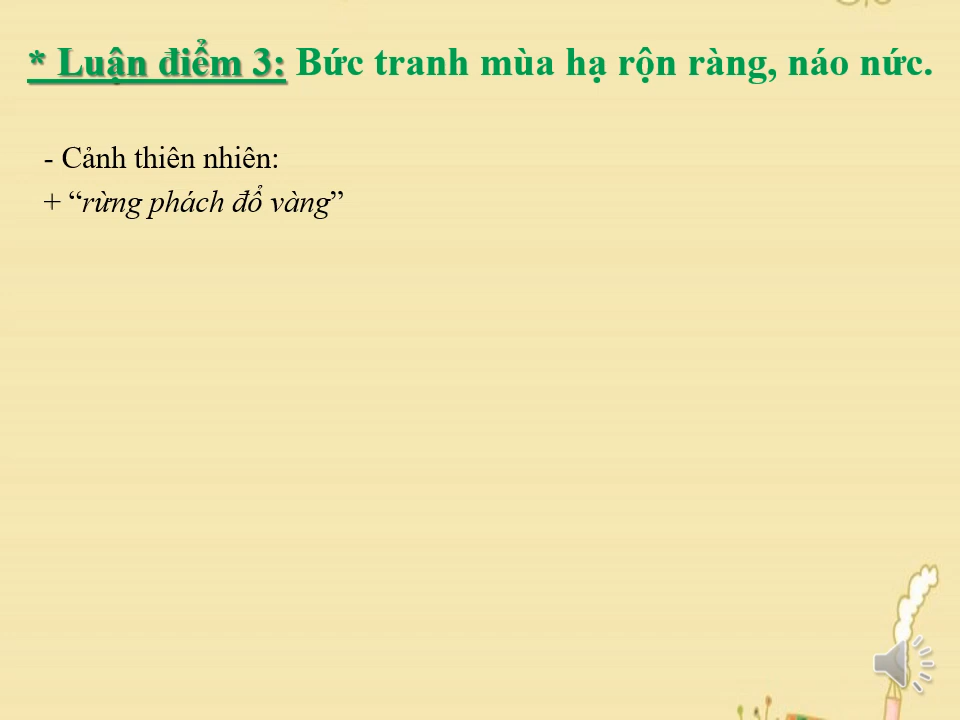 * Luận điểm 3: Bức tranh mùa hạ rộn ràng, náo nức.
- Cảnh thiên nhiên:
+ “rừng phách đổ vàng”